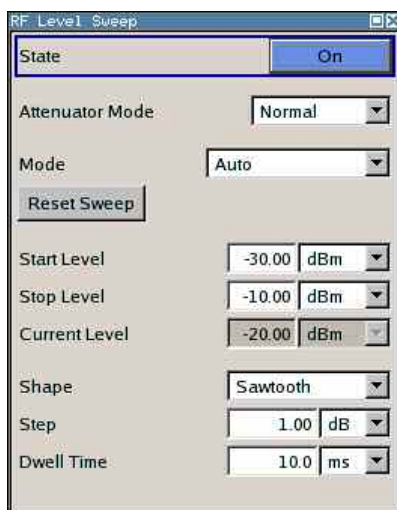 RF Level Sweep
State On
Attenuator Mode Normal
Mode Auto
Reset Sweep
Start Level -30.00 dBm
Stop Level -10.00 dBm
Current Level -20.00 dBm
Shape Sawtooth
Step 1.00 dB
Dwell Time 10.0 ms